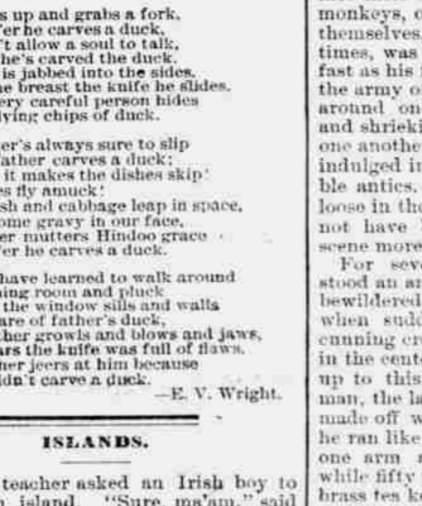 s up and grabs a fork,
'er he carves a duck,
't allow a soul to talk,
he's carved the duck.
is jabbed into the sides.
he breast the knife he slides.
ery careful person hides
lying chips of duck.
er's always sure to slip
ather carves a duck;
it makes the dishes skip!
es fly amuck!
sh and cabbage leap in space,
ome gravy in our face,
er mutters Hindoo grace
'er he carves a duck.
have learned to walk around
ning room and pluck
the window sills and walls
are of father's duck,
ther growls and blows and jaws,
ars the knife was full of flaws.
her jeers at him because
ldn't carve a duck.
—E. V. Wright.
ISLANDS.
teacher asked an Irish boy to
island. "Sure, ma'am," said
monkeys, o
themselves.
times, was
fast as his
the army o
around on
and shrieki
one anothe
indulged in
ble antics.
loose in the
not have
scene more
For sev
stood an a
bewildered
when sudd
cunning cr
in the cent
up to this
man, the la
made off w
he ran like
one arm
while fifty
brass tea k